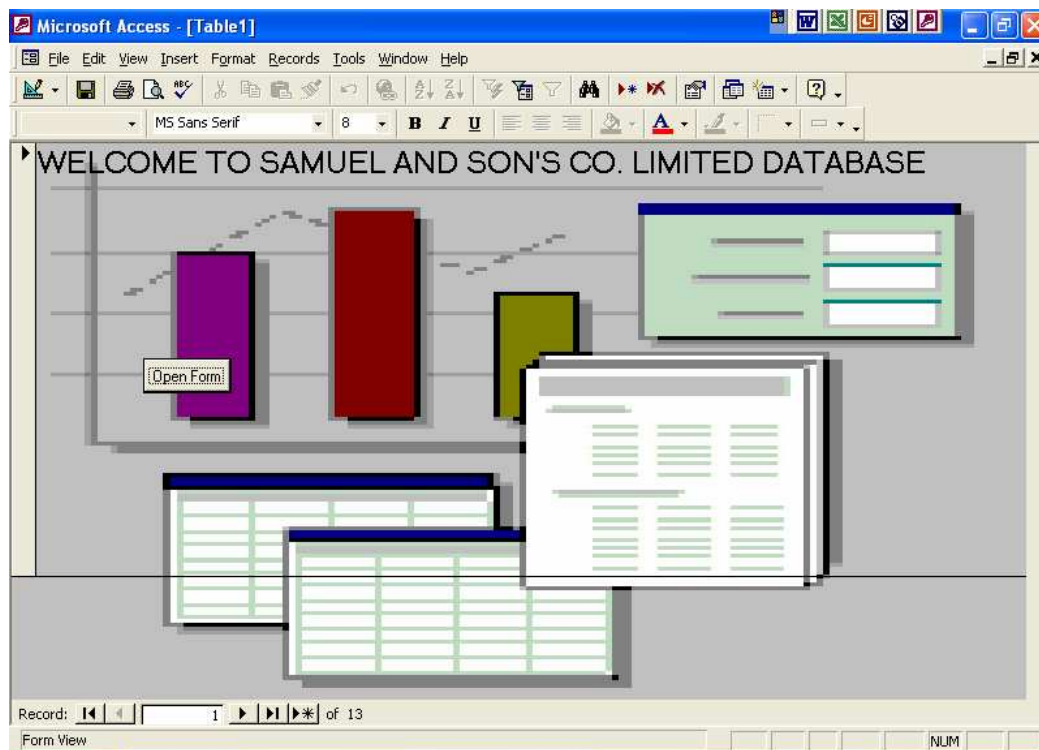 Microsoft Access - [Table1]
File Edit View Insert Format Records Tools Window Help
MS Sans Serif 8 B I U A
WELCOME TO SAMUEL AND SON'S CO. LIMITED DATABASE
Open Form
Record: 1 of 13
Form View NUM